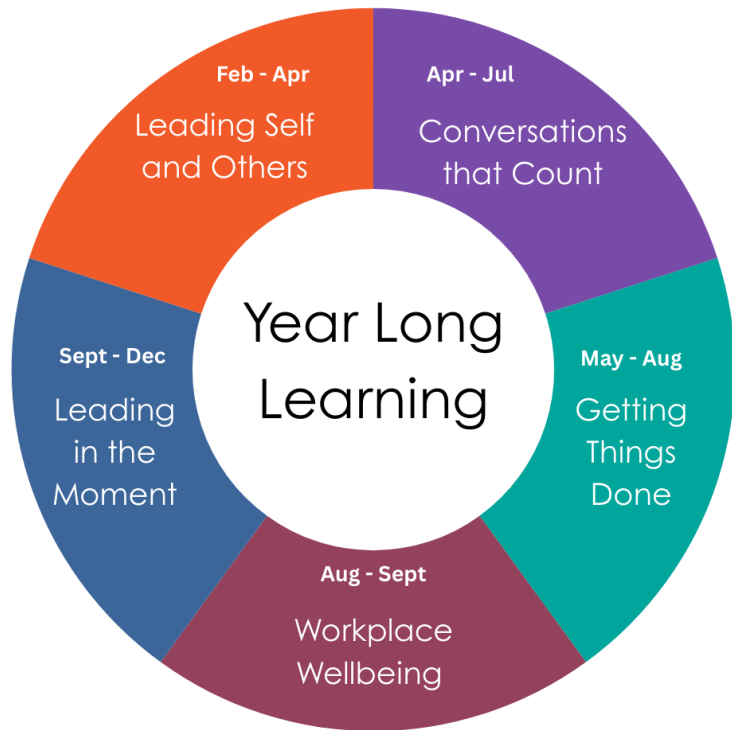 Year Long
Learning
Feb - Apr
Leading Self
and Others
Apr - Jul
Conversations
that Count
May - Aug
Getting
Things
Done
Aug - Sept
Workplace
Wellbeing
Sept - Dec
Leading
in the
Moment